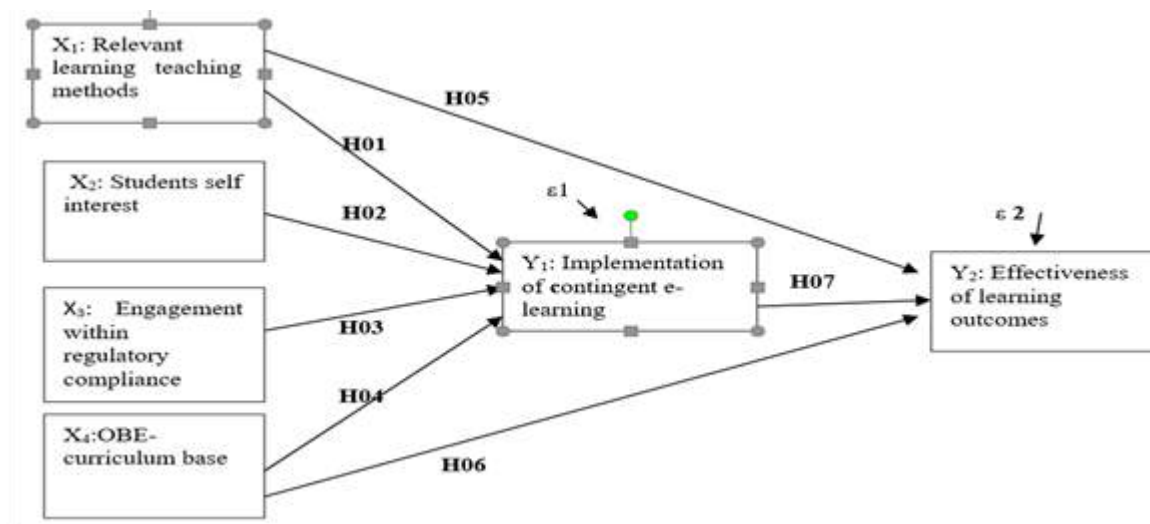 X₁: Relevant
learning teaching
methods
H05
H01
X₂: Students self
interest
H02
ε1
ε 2
Y₁: Implementation
of contingent e-
learning
H07
Y₂: Effectiveness
of learning
outcomes
X₃: Engagement
within
regulatory
compliance
H03
H04
X₄:OBE-
curriculum base
H06